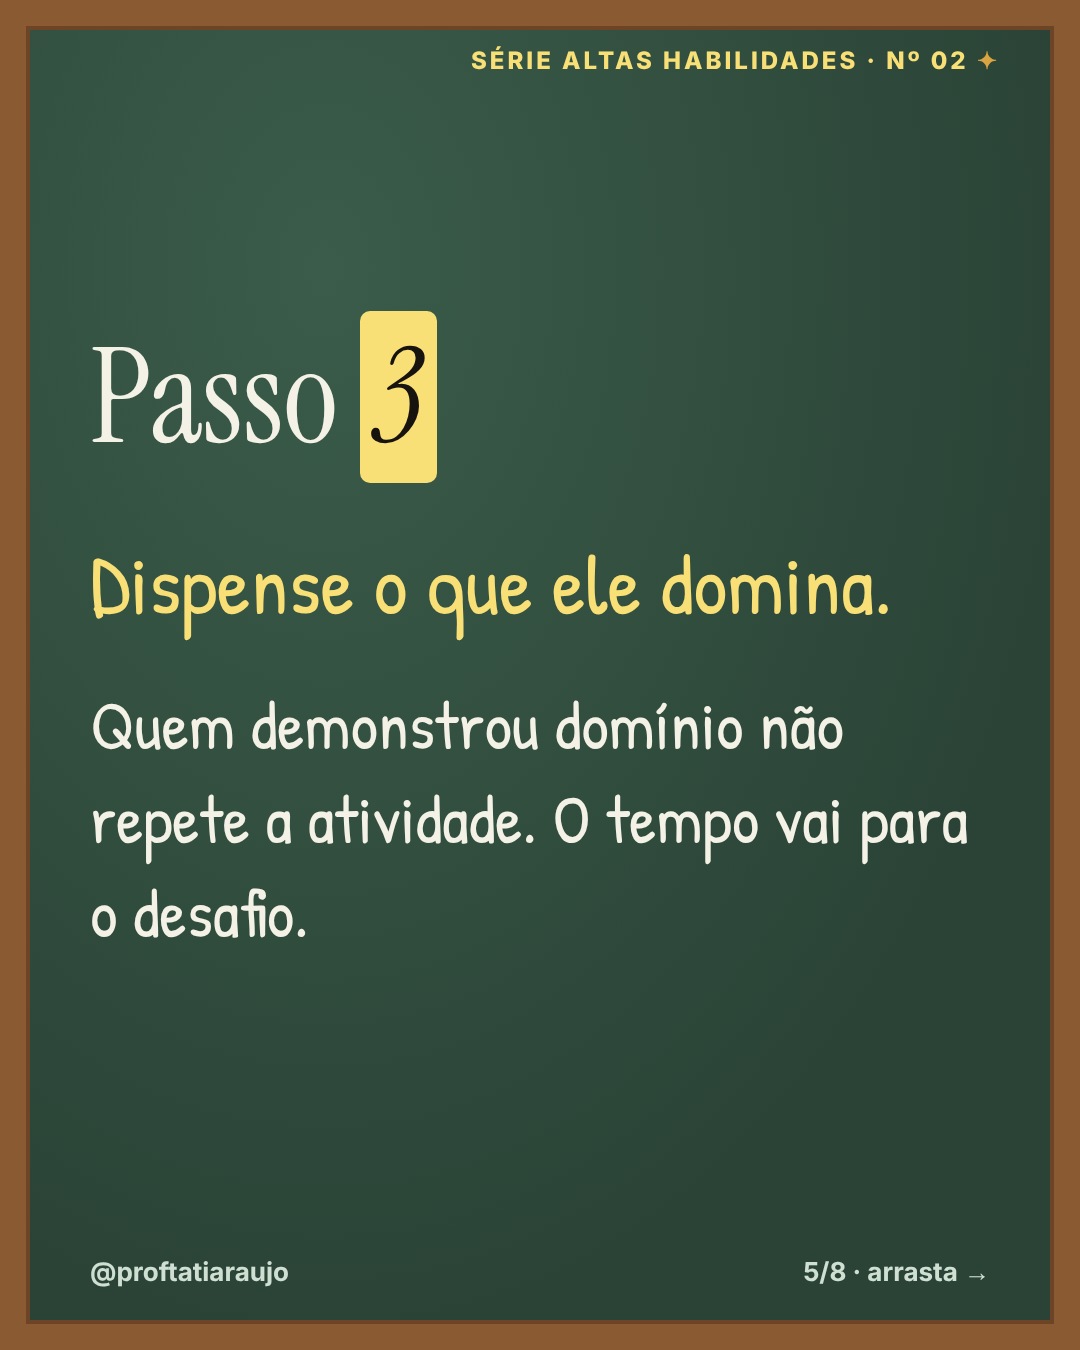 SÉRIE ALTAS HABILIDADES · Nº 02 ✦
Passo 3
Dispense o que ele domina.
Quem demonstrou domínio não
repete a atividade. O tempo vai para
o desafio.
@proftatiaraujo
5/8 · arrasta →